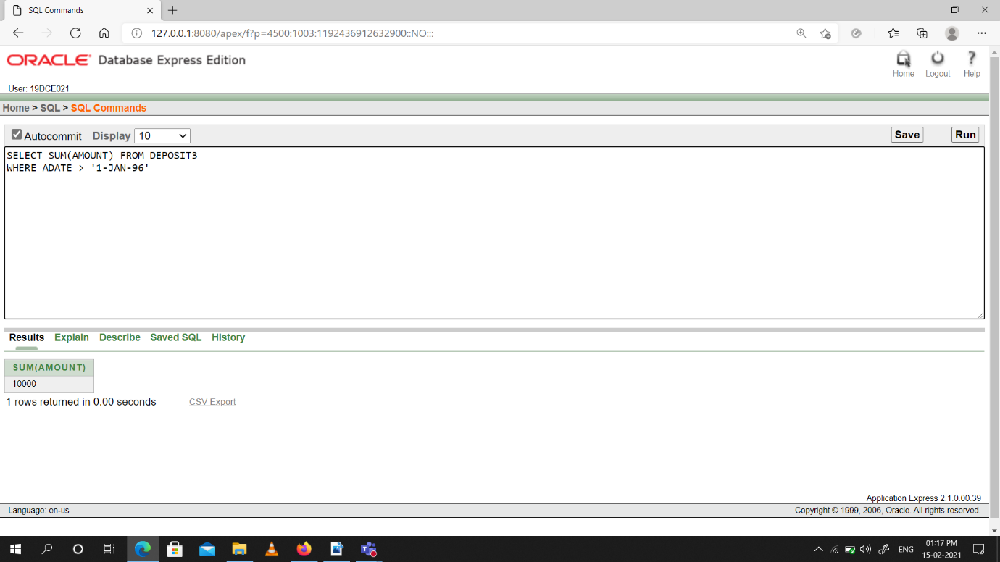 SQL Commands
127.0.0.1:8080/apex/f?p=4500:1003:1192436912632900::NO:::
ORACLE Database Express Edition
Home Logout Help
User: 19DCE021
Home > SQL > SQL Commands
Autocommit Display 10 Save Run
SELECT SUM(AMOUNT) FROM DEPOSIT3
WHERE ADATE > '1-JAN-96'
Results Explain Describe Saved SQL History
SUM(AMOUNT)
10000
1 rows returned in 0.00 seconds CSV Export
Application Express 2.1.0.00.39
Language: en-us Copyright © 1999, 2006, Oracle. All rights reserved.
ENG 01:17 PM
15-02-2021